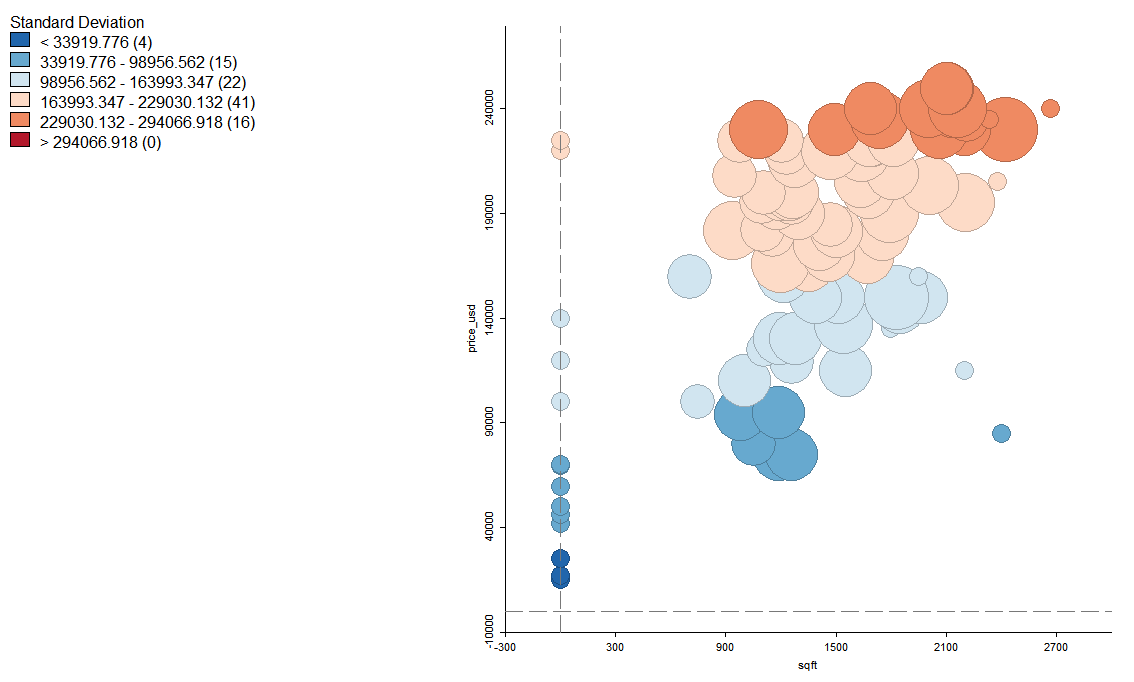 Standard Deviation
< 33919.776 (4)
33919.776 - 98956.562 (15)
98956.562 - 163993.347 (22)
163993.347 - 229030.132 (41)
229030.132 - 294066.918 (16)
> 294066.918 (0)
240000
190000
140000
90000
40000
-10000
price_usd
-300
300
900
1500
2100
2700
sqft